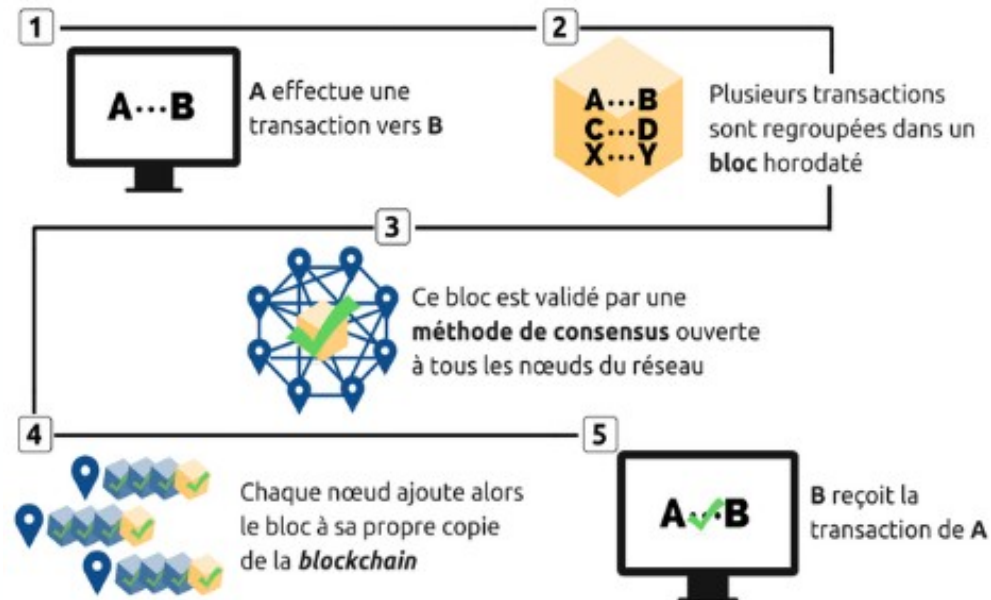 1
A···B
A effectue une
transaction vers B
2
A···B
C···D
X···Y
Plusieurs transactions
sont regroupées dans un
bloc horodaté
3
Ce bloc est validé par une
méthode de consensus ouverte
à tous les nœuds du réseau
4
Chaque nœud ajoute alors
le bloc à sa propre copie
de la blockchain
5
A···B
B reçoit la
transaction de A